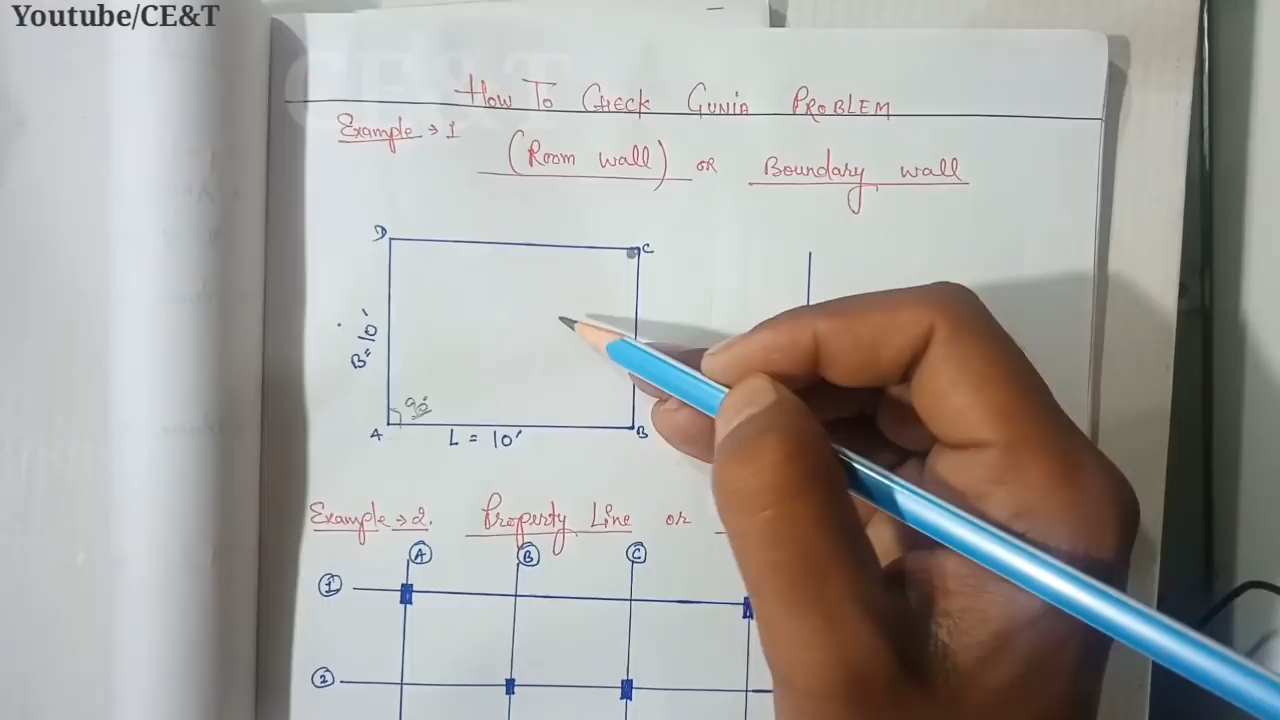 Youtube/CE&T
How To Check Gunia Problem
Example → 1
(Room wall) or Boundary wall
D
C
B = 10'
90°
A
B
L = 10'
Example → 2. Property Line or
A B C
1
2